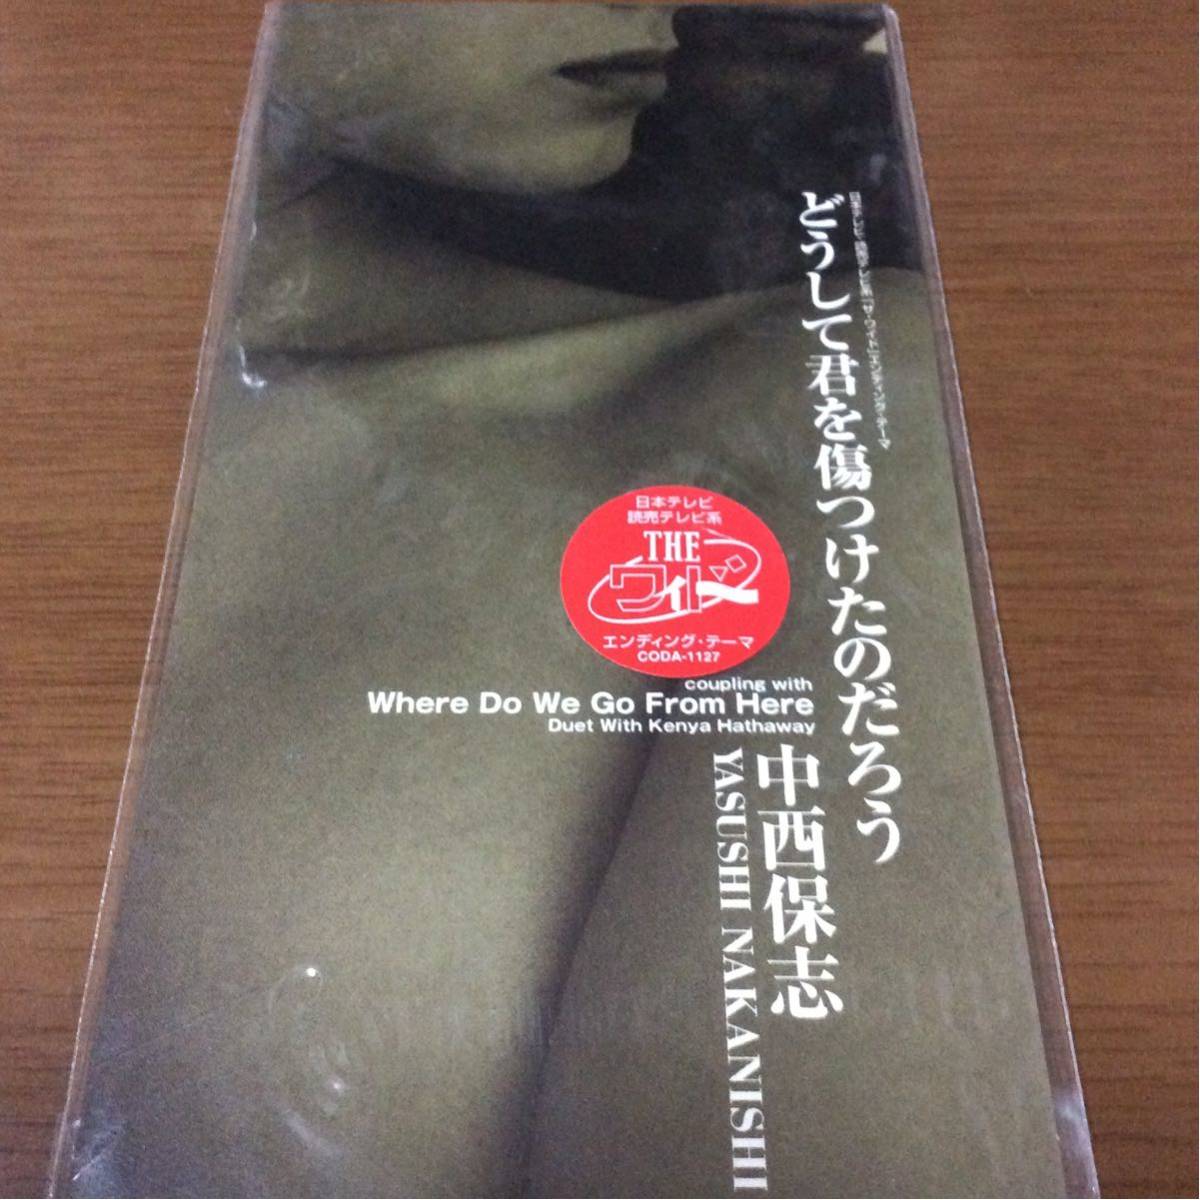 日本テレビ・読売テレビ系「ザ・ワイド」エンディング・テーマ
どうして君を傷つけたのだろう
日本テレビ
読売テレビ系
THE
ワイド
エンディング・テーマ
CODA-1127
coupling with
Where Do We Go From Here
Duet With Kenya Hathaway
中西保志
YASUSHI NAKANISHI